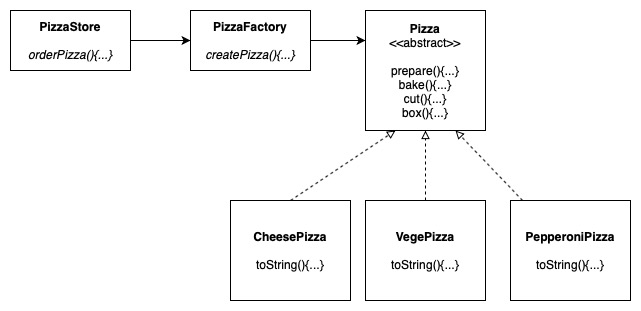 PizzaStore
orderPizza(){...}
PizzaFactory
createPizza(){...}
Pizza
<<abstract>>
prepare(){...}
bake(){...}
cut(){...}
box(){...}
CheesePizza
toString(){...}
VegePizza
toString(){...}
PepperoniPizza
toString(){...}